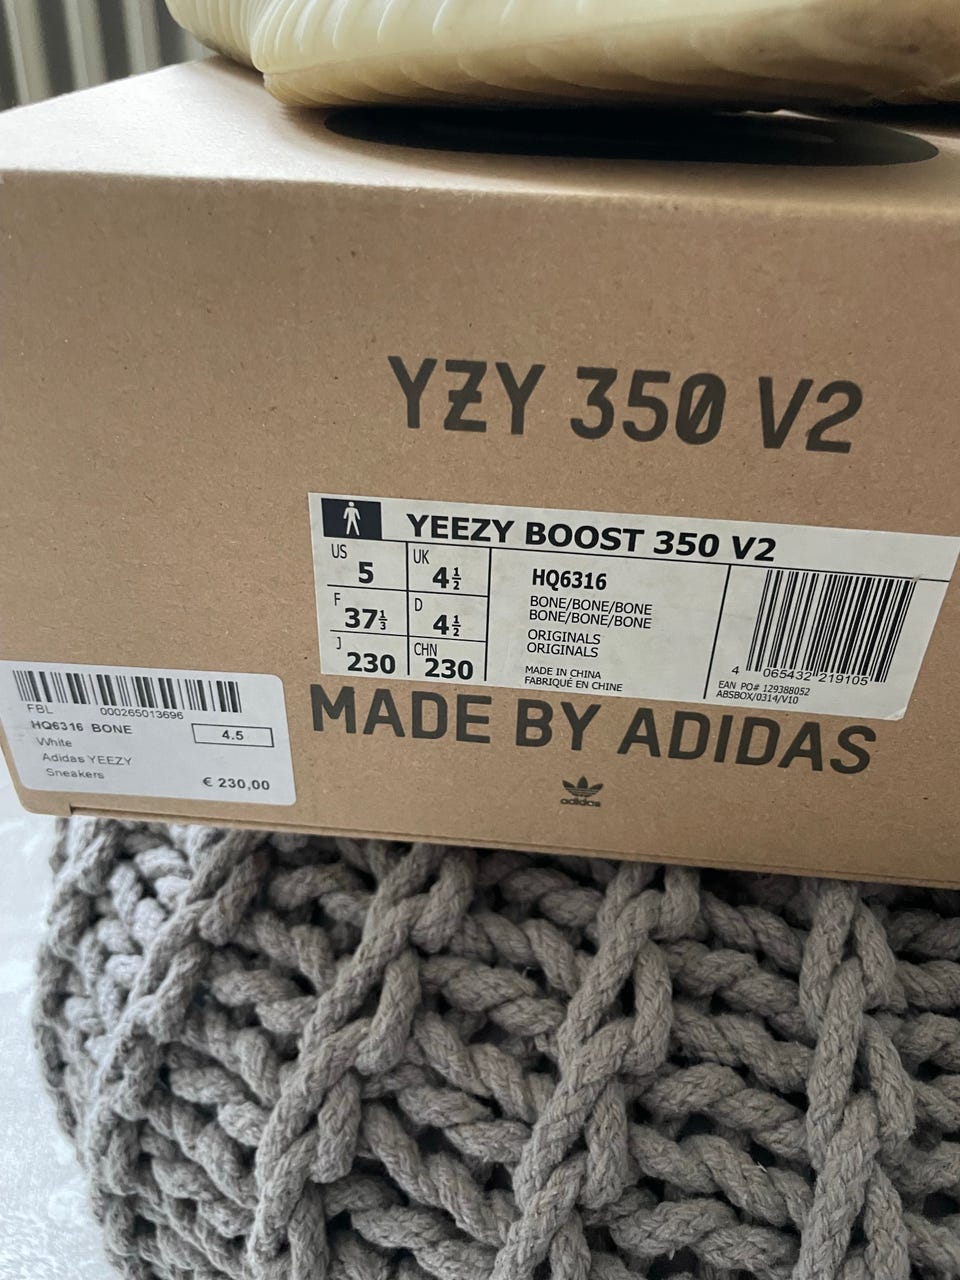 YZY 350 V2
YEEZY BOOST 350 V2
US 5
UK 4½
F 37⅓
D 4½
J 230
CHN 230
HQ6316
BONE/BONE/BONE
BONE/BONE/BONE
ORIGINALS
ORIGINALS
MADE IN CHINA
FABRIQUÉ EN CHINE
4 065432 219105
EAN PO# 129388052
ABSBOX/0314/V10
MADE BY ADIDAS
adidas
FBL 000265013696
HQ6316 BONE
4.5
White
Adidas YEEZY
Sneakers
€ 230,00